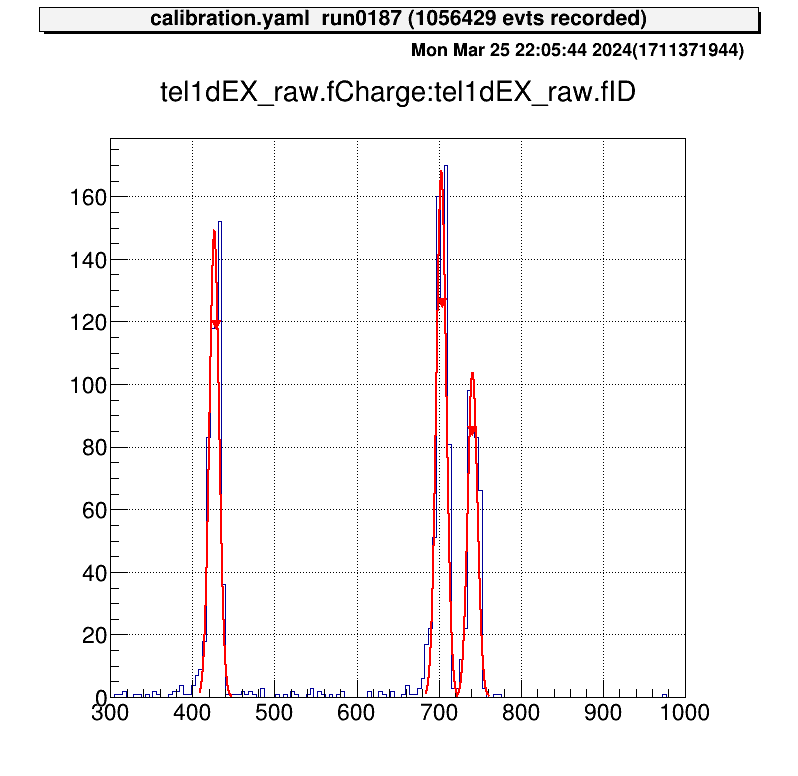 calibration.yaml run0187 (1056429 evts recorded)
Mon Mar 25 22:05:44 2024(1711371944)
tel1dEX_raw.fCharge:tel1dEX_raw.fID
160
140
120
100
80
60
40
20
0
300 400 500 600 700 800 900 1000